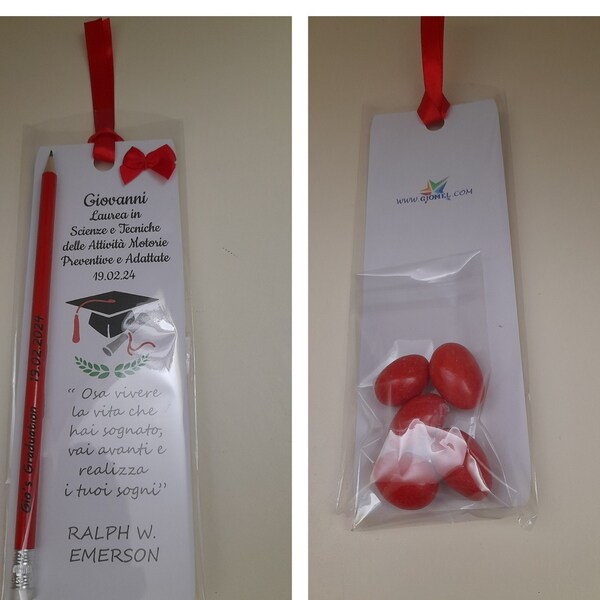 Giovanni
Laurea in
Scienze e Tecniche
delle Attività Motorie
Preventive e Adattate
19.02.24
“ Osa vivere
la vita che
hai sognato,
vai avanti e
realizza
i tuoi sogni”
RALPH W.
EMERSON
Gio's Graduation 19.02.2024
www.GJOMEL.COM